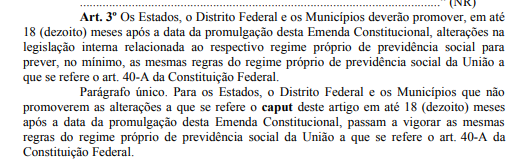 (NR)
Art. 3º Os Estados, o Distrito Federal e os Municípios deverão promover, em até
18 (dezoito) meses após a data da promulgação desta Emenda Constitucional, alterações na
legislação interna relacionada ao respectivo regime próprio de previdência social para
prever, no mínimo, as mesmas regras do regime próprio de previdência social da União a
que se refere o art. 40-A da Constituição Federal.
Parágrafo único. Para os Estados, o Distrito Federal e os Municípios que não
promoverem as alterações a que se refere o caput deste artigo em até 18 (dezoito) meses
após a data da promulgação desta Emenda Constitucional, passam a vigorar as mesmas
regras do regime próprio de previdência social da União a que se refere o art. 40-A da
Constituição Federal.